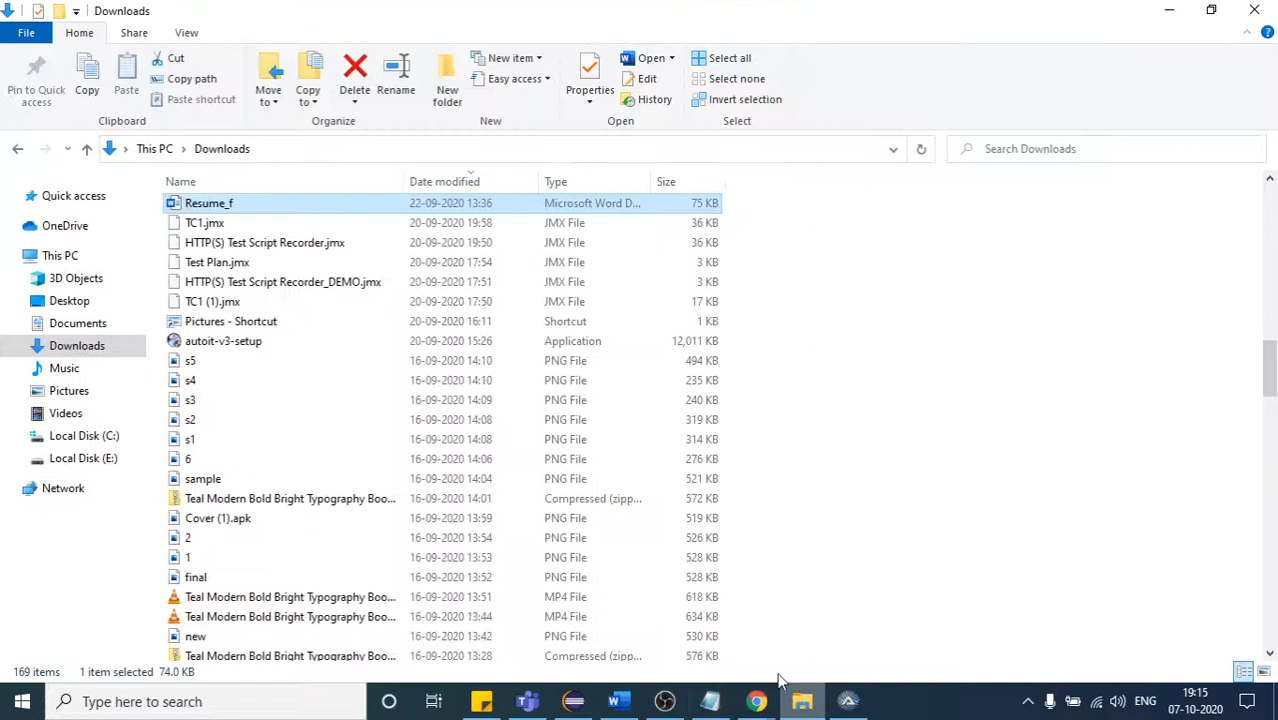 Downloads
File Home Share View
Pin to Quick access
Copy
Paste
Cut
Copy path
Paste shortcut
Move to
Copy to
Delete
Rename
New folder
New item
Easy access
Properties
Open
Edit
History
Select all
Select none
Invert selection
Clipboard Organize New Open Select
This PC Downloads Search Downloads
Name Date modified Type Size
Quick access
OneDrive
This PC
3D Objects
Desktop
Documents
Downloads
Music
Pictures
Videos
Local Disk (C:)
Local Disk (E:)
Network
Resume_f 22-09-2020 13:36 Microsoft Word D... 75 KB
TC1.jmx 20-09-2020 19:58 JMX File 36 KB
HTTP(S) Test Script Recorder.jmx 20-09-2020 19:50 JMX File 36 KB
Test Plan.jmx 20-09-2020 17:54 JMX File 3 KB
HTTP(S) Test Script Recorder_DEMO.jmx 20-09-2020 17:51 JMX File 3 KB
TC1 (1).jmx 20-09-2020 17:50 JMX File 17 KB
Pictures - Shortcut 20-09-2020 16:11 Shortcut 1 KB
autoit-v3-setup 20-09-2020 15:26 Application 12,011 KB
s5 16-09-2020 14:10 PNG File 494 KB
s4 16-09-2020 14:10 PNG File 235 KB
s3 16-09-2020 14:09 PNG File 240 KB
s2 16-09-2020 14:08 PNG File 319 KB
s1 16-09-2020 14:08 PNG File 314 KB
6 16-09-2020 14:06 PNG File 276 KB
sample 16-09-2020 14:04 PNG File 521 KB
Teal Modern Bold Bright Typography Boo... 16-09-2020 14:01 Compressed (zipp... 572 KB
Cover (1).apk 16-09-2020 13:59 PNG File 519 KB
2 16-09-2020 13:54 PNG File 526 KB
1 16-09-2020 13:53 PNG File 528 KB
final 16-09-2020 13:52 PNG File 528 KB
Teal Modern Bold Bright Typography Boo... 16-09-2020 13:51 MP4 File 618 KB
Teal Modern Bold Bright Typography Boo... 16-09-2020 13:44 MP4 File 634 KB
new 16-09-2020 13:42 PNG File 530 KB
Teal Modern Bold Bright Typography Boo... 16-09-2020 13:28 Compressed (zipp... 576 KB
169 items 1 item selected 74.0 KB
Type here to search
ENG
19:15
07-10-2020